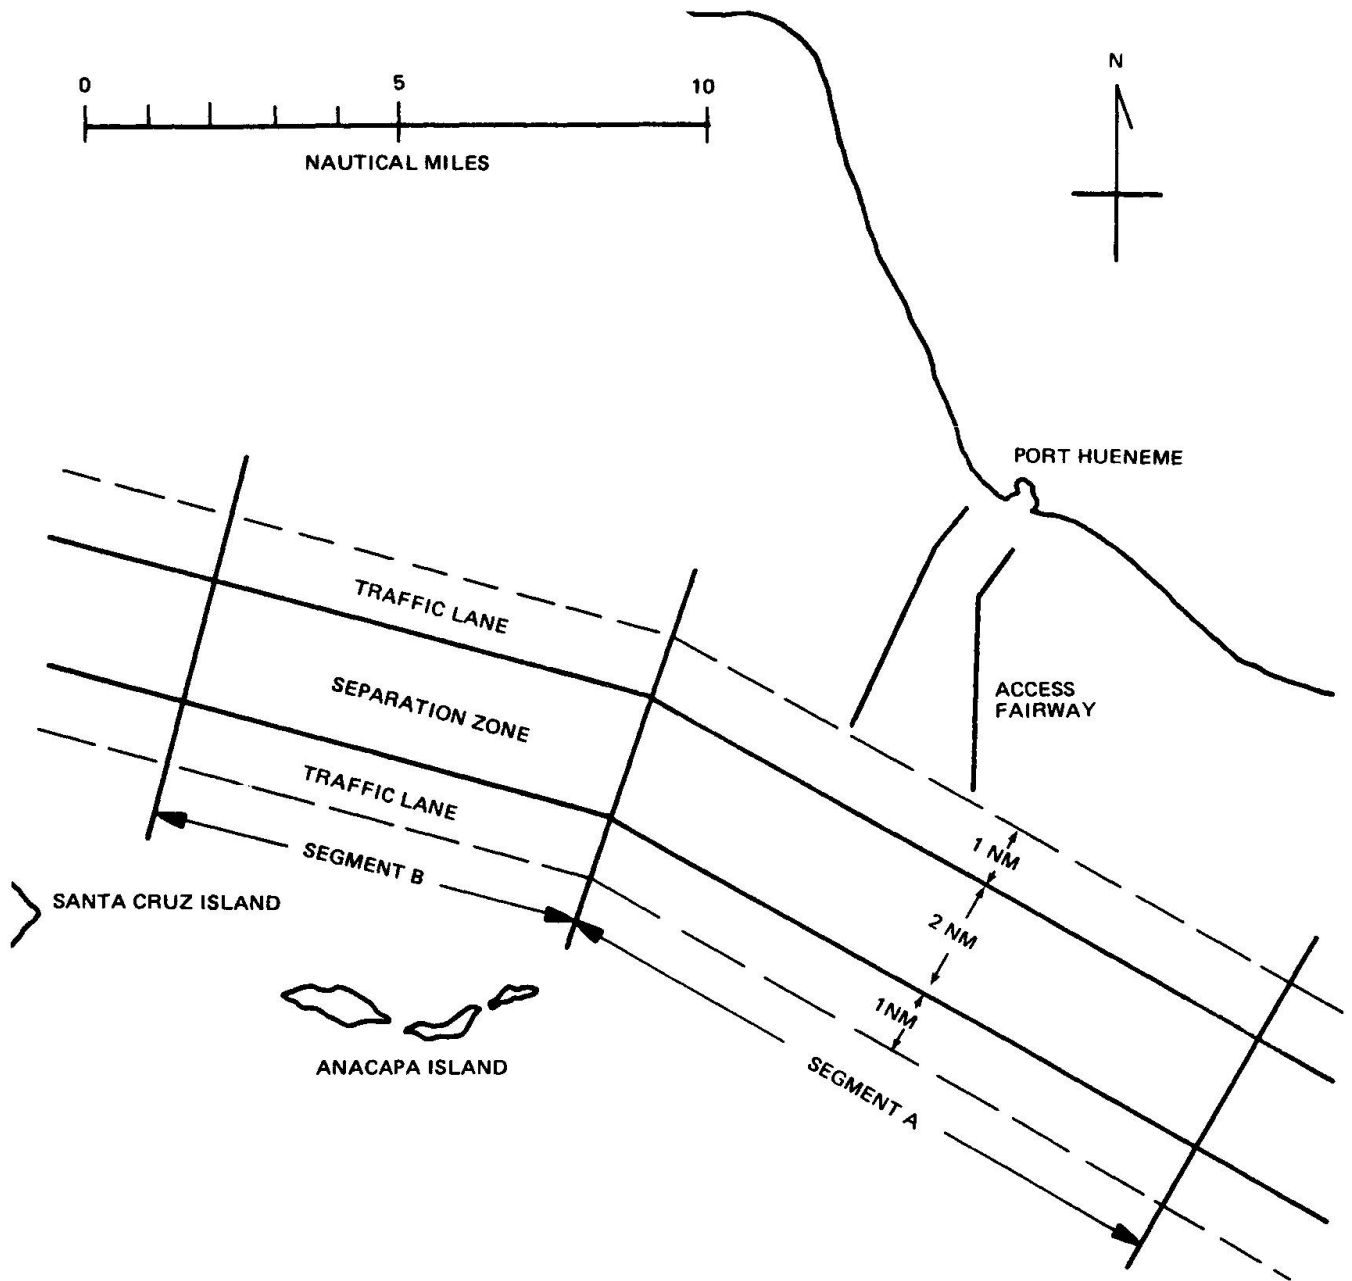 N
0 5 10
NAUTICAL MILES
PORT HUENEME
TRAFFIC LANE
SEPARATION ZONE
ACCESS
FAIRWAY
TRAFFIC LANE
1 NM
SEGMENT B
2 NM
SANTA CRUZ ISLAND
1NM
ANACAPA ISLAND
SEGMENT A